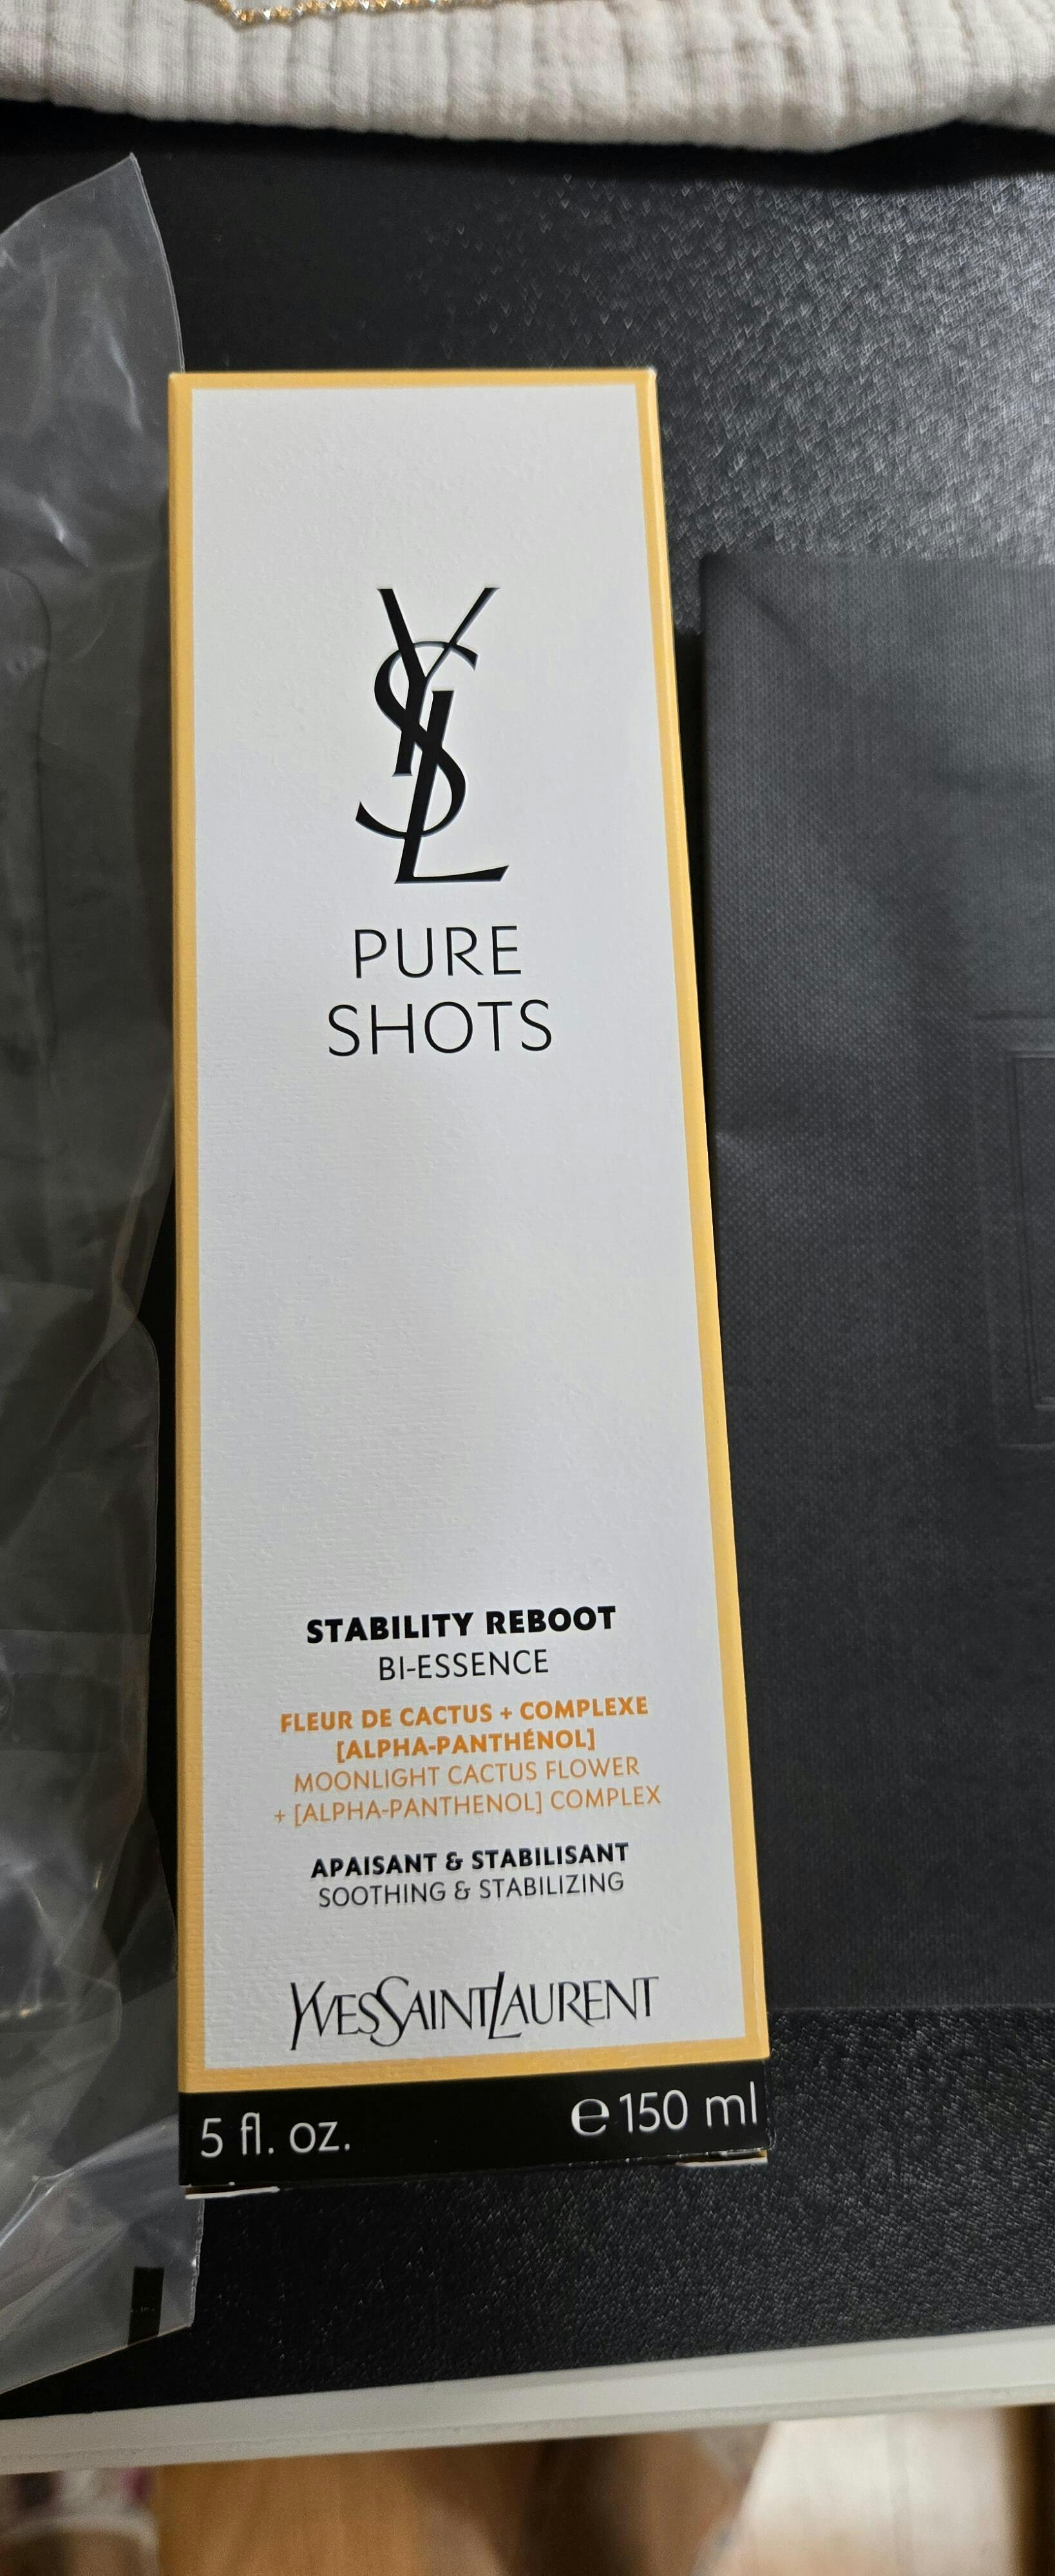 YSL
PURE
SHOTS
STABILITY REBOOT
BI-ESSENCE
FLEUR DE CACTUS + COMPLEXE
[ALPHA-PANTHÉNOL]
MOONLIGHT CACTUS FLOWER
+ [ALPHA-PANTHENOL] COMPLEX
APAISANT & STABILISANT
SOOTHING & STABILIZING
YVESSAINTLAURENT
5 fl. oz. ℮150 ml